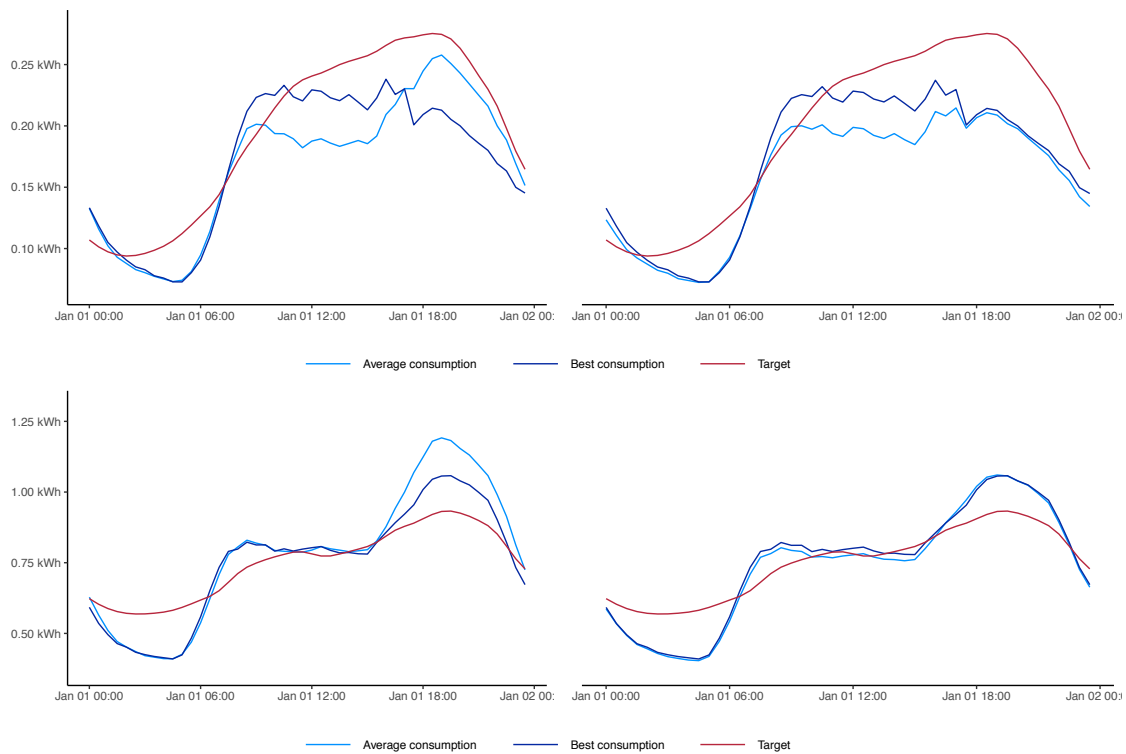 0.25 kWh
0.20 kWh
0.15 kWh
0.10 kWh
Jan 01 00:00 Jan 01 06:00 Jan 01 12:00 Jan 01 18:00 Jan 02 00: Jan 01 00:00 Jan 01 06:00 Jan 01 12:00 Jan 01 18:00 Jan 02 00:
Average consumption Best consumption Target
1.25 kWh
1.00 kWh
0.75 kWh
0.50 kWh
Jan 01 00:00 Jan 01 06:00 Jan 01 12:00 Jan 01 18:00 Jan 02 00: Jan 01 00:00 Jan 01 06:00 Jan 01 12:00 Jan 01 18:00 Jan 02 00:
Average consumption Best consumption Target